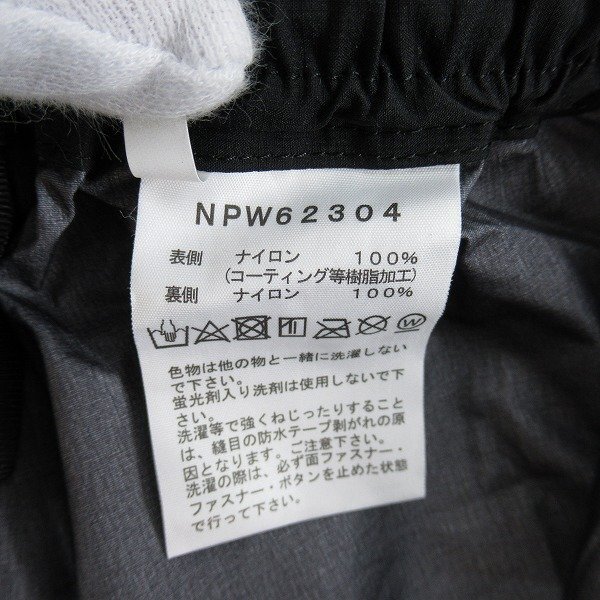 NPW62304
表側 ナイロン 100%
(コーティング等樹脂加工)
裏側 ナイロン 100%
色物は他の物と一緒に洗濯しない
で下さい。
蛍光剤入り洗剤は使用しないで下
さい。
洗濯等で強くねじったりすること
は、縫目の防水テープ剥がれの原
因となります。ご注意下さい。
洗濯の際は、必ず面ファスナー・
ファスナー・ボタンを止めた状態
で行って下さい。